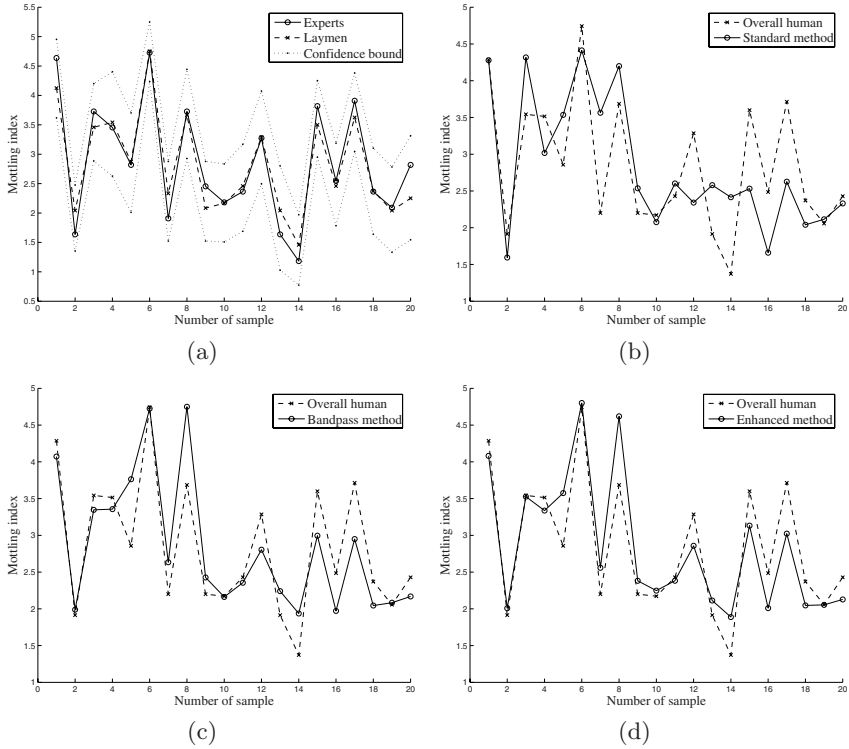 5.5
5
4.5
4
3.5
3
2.5
2
1.5
1
0.5
Mottling index
Experts
Laymen
Confidence bound
0 2 4 6 8 10 12 14 16 18 20
Number of sample
(a)
5
4.5
4
3.5
3
2.5
2
1.5
1
Mottling index
Overall human
Standard method
0 2 4 6 8 10 12 14 16 18 20
Number of sample
(b)
5
4.5
4
3.5
3
2.5
2
1.5
1
Mottling index
Overall human
Bandpass method
0 2 4 6 8 10 12 14 16 18 20
Number of sample
(c)
5
4.5
4
3.5
3
2.5
2
1.5
1
Mottling index
Overall human
Enhanced method
0 2 4 6 8 10 12 14 16 18 20
Number of sample
(d)